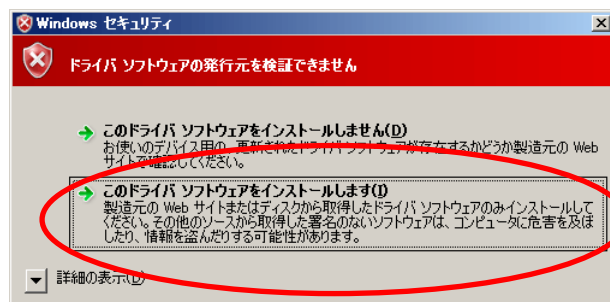 Windows セキュリティ
ドライバ ソフトウェアの発行元を検証できません
このドライバ ソフトウェアをインストールしません(D)
お使いのデバイス用の、更新されたドライバ ソフトウェアが存在するかどうか製造元の Web
サイトで確認してください。
このドライバ ソフトウェアをインストールします(I)
製造元の Web サイトまたはディスクから取得したドライバ ソフトウェアのみインストールして
ください。その他のソースから取得した署名のないソフトウェアは、コンピュータに危害を及ぼ
したり、情報を盗んだりする可能性があります。
詳細の表示(D)